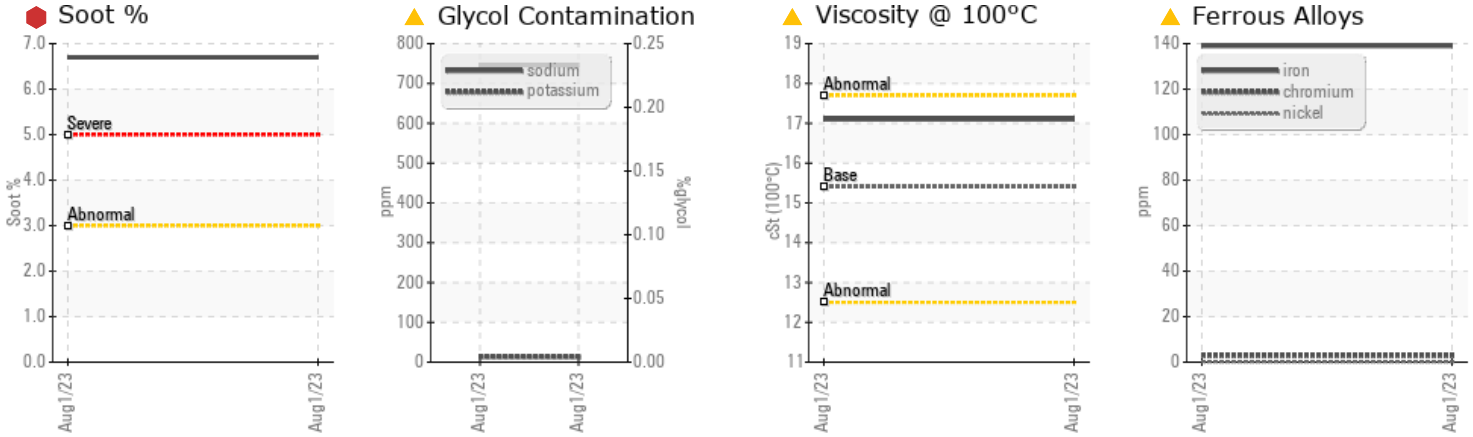 Soot %
7.0
6.0
5.0
4.0
3.0
2.0
1.0
0.0
Soot %
Severe
Abnormal
Aug1/23
Aug1/23
Glycol Contamination
800
700
600
500
400
300
200
100
0
ppm
sodium
potassium
0.25
0.20
0.15
0.10
0.05
0.00
%glycol
Aug1/23
Aug1/23
Viscosity @ 100°C
19
18
17
16
15
14
13
12
11
cSt (100°C)
Abnormal
Base
Abnormal
Aug1/23
Aug1/23
Ferrous Alloys
140
120
100
80
60
40
20
0
ppm
iron
chromium
nickel
Aug1/23
Aug1/23